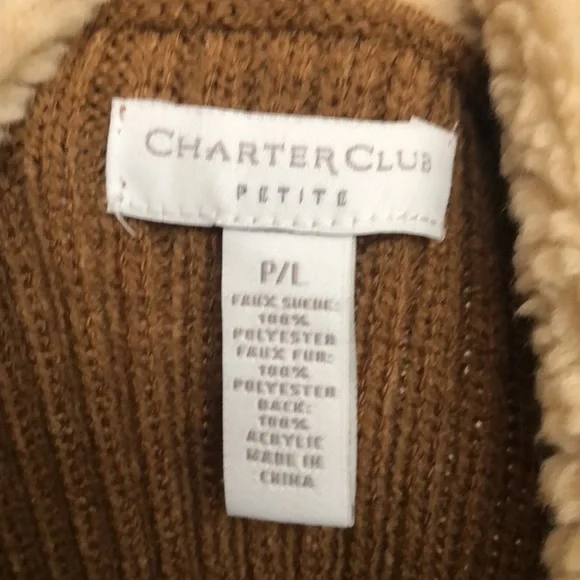 CHARTER CLUB
PETITE
P/L
FAUX SUEDE:
100%
POLYESTER
FAUX FUR:
100%
POLYESTER
BACK:
100%
ACRYLIC
MADE IN
CHINA